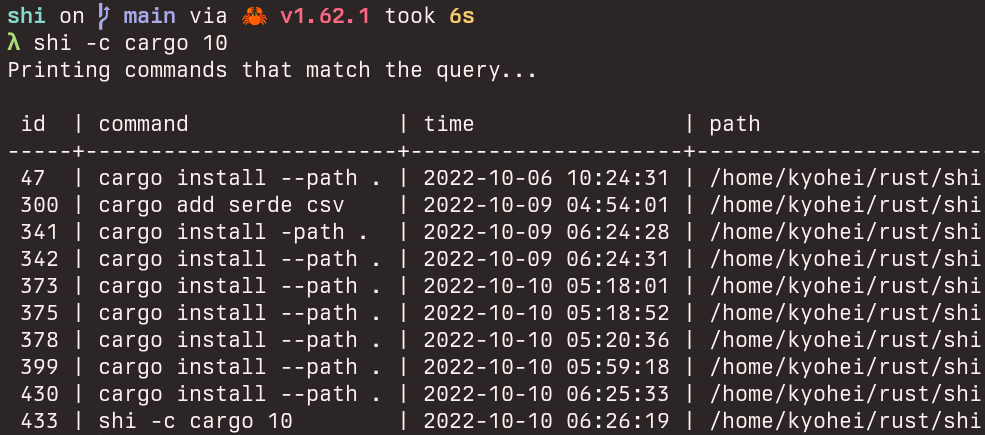 shi on main via 🦀 v1.62.1 took 6s
λ shi -c cargo 10
Printing commands that match the query...
 id  | command                | time                | path
-----+------------------------+---------------------+----------------------
 47  | cargo install --path . | 2022-10-06 10:24:31 | /home/kyohei/rust/shi
 300 | cargo add serde csv    | 2022-10-09 04:54:01 | /home/kyohei/rust/shi
 341 | cargo install -path .  | 2022-10-09 06:24:28 | /home/kyohei/rust/shi
 342 | cargo install --path . | 2022-10-09 06:24:31 | /home/kyohei/rust/shi
 373 | cargo install --path . | 2022-10-10 05:18:01 | /home/kyohei/rust/shi
 375 | cargo install --path . | 2022-10-10 05:18:52 | /home/kyohei/rust/shi
 378 | cargo install --path . | 2022-10-10 05:20:36 | /home/kyohei/rust/shi
 399 | cargo install --path . | 2022-10-10 05:59:18 | /home/kyohei/rust/shi
 430 | cargo install --path . | 2022-10-10 06:25:33 | /home/kyohei/rust/shi
 433 | shi -c cargo 10        | 2022-10-10 06:26:19 | /home/kyohei/rust/shi